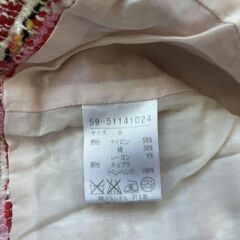 59-51141024
サイズ 9
表地 ナイロン 56%
綿 38%
レーヨン 6%
裏地 キュプラ
(ベンベルグ) 100%